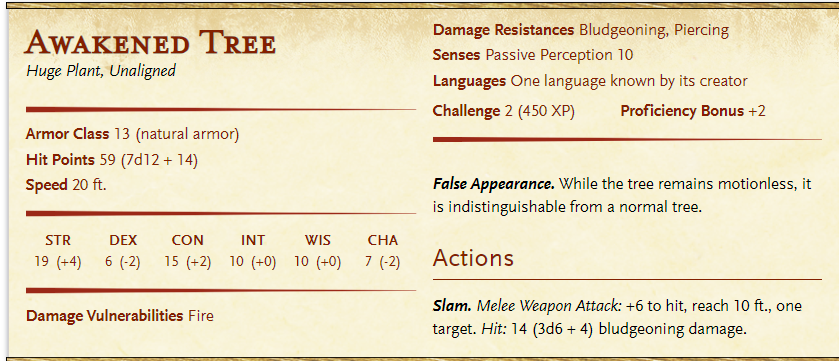 Awakened Tree
Huge Plant, Unaligned
Armor Class 13 (natural armor)
Hit Points 59 (7d12 + 14)
Speed 20 ft.
STR DEX CON INT WIS CHA
19 (+4) 6 (-2) 15 (+2) 10 (+0) 10 (+0) 7 (-2)
Damage Vulnerabilities Fire
Damage Resistances Bludgeoning, Piercing
Senses Passive Perception 10
Languages One language known by its creator
Challenge 2 (450 XP) Proficiency Bonus +2
False Appearance. While the tree remains motionless, it
is indistinguishable from a normal tree.
Actions
Slam. Melee Weapon Attack: +6 to hit, reach 10 ft., one
target. Hit: 14 (3d6 + 4) bludgeoning damage.